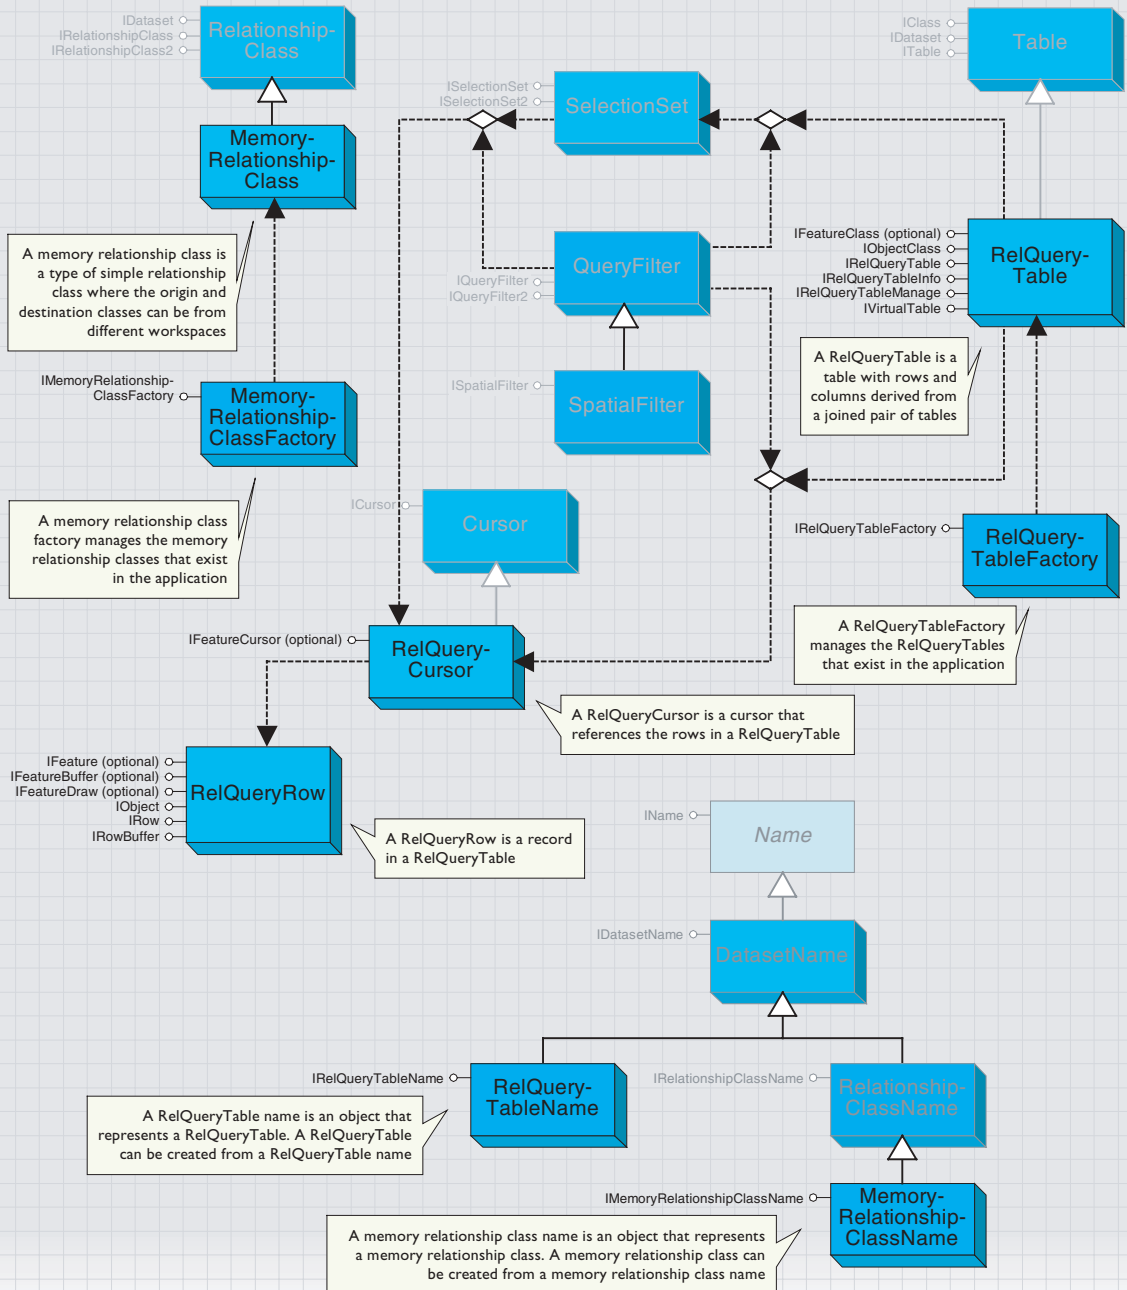 IDataset
IRelationshipClass
IRelationshipClass2
Relationship-
Class
IClass
IDataset
ITable
Table
ISelectionSet
ISelectionSet2
SelectionSet
Memory-
Relationship-
Class
A memory relationship class is
a type of simple relationship
class where the origin and
destination classes can be from
different workspaces
IQueryFilter
IQueryFilter2
QueryFilter
IFeatureClass (optional)
IObjectClass
IRelQueryTable
IRelQueryTableInfo
IRelQueryTableManage
IVirtualTable
RelQuery-
Table
A RelQueryTable is a
table with rows and
columns derived from
a joined pair of tables
IMemoryRelationship-
ClassFactory
Memory-
Relationship-
ClassFactory
ISpatialFilter
SpatialFilter
A memory relationship class
factory manages the memory
relationship classes that exist
in the application
ICursor
Cursor
IRelQueryTableFactory
RelQuery-
TableFactory
A RelQueryTableFactory
manages the RelQueryTables
that exist in the application
IFeatureCursor (optional)
RelQuery-
Cursor
A RelQueryCursor is a cursor that
references the rows in a RelQueryTable
IFeature (optional)
IFeatureBuffer (optional)
IFeatureDraw (optional)
IObject
IRow
IRowBuffer
RelQueryRow
A RelQueryRow is a record
in a RelQueryTable
IName
Name
IDatasetName
DatasetName
IRelQueryTableName
RelQuery-
TableName
IRelationshipClassName
Relationship-
ClassName
A RelQueryTable name is an object that
represents a RelQueryTable. A RelQueryTable
can be created from a RelQueryTable name
IMemoryRelationshipClassName
Memory-
Relationship-
ClassName
A memory relationship class name is an object that represents
a memory relationship class. A memory relationship class can
be created from a memory relationship class name